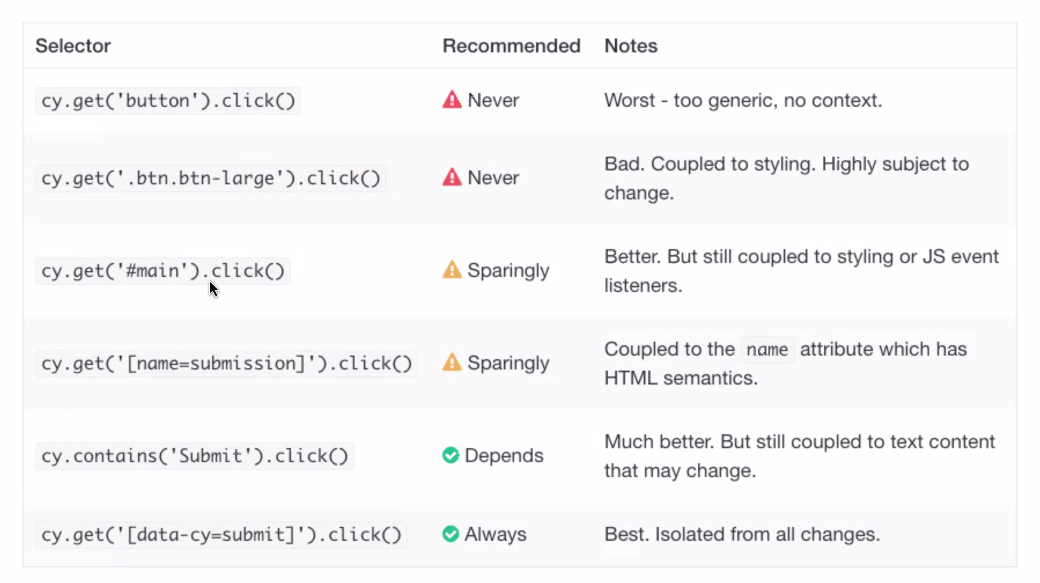 Selector Recommended Notes
cy.get('button').click() Never Worst - too generic, no context.
cy.get('.btn.btn-large').click() Never Bad. Coupled to styling. Highly subject to
change.
cy.get('#main').click() Sparingly Better. But still coupled to styling or JS event
listeners.
cy.get('[name=submission]').click() Sparingly Coupled to the name attribute which has
HTML semantics.
cy.contains('Submit').click() Depends Much better. But still coupled to text content
that may change.
cy.get('[data-cy=submit]').click() Always Best. Isolated from all changes.